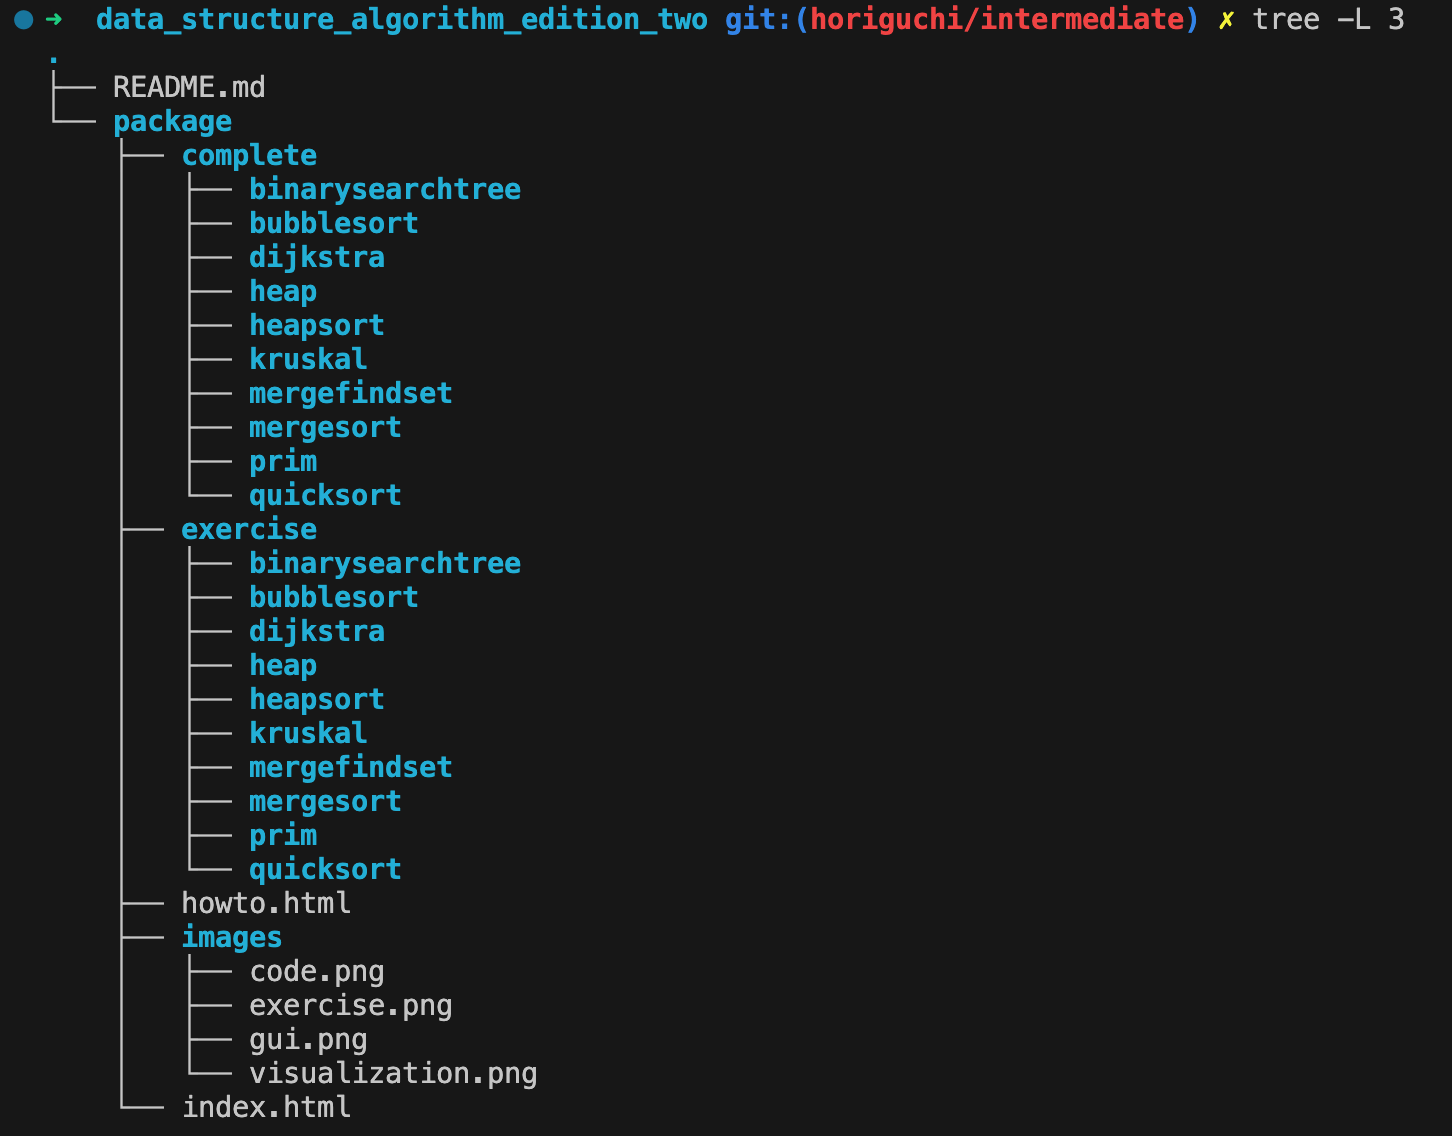 ➜  data_structure_algorithm_edition_two git:(horiguchi/intermediate) ✗ tree -L 3
.
├── README.md
└── package
    ├── complete
    │   ├── binarysearchtree
    │   ├── bubblesort
    │   ├── dijkstra
    │   ├── heap
    │   ├── heapsort
    │   ├── kruskal
    │   ├── mergefindset
    │   ├── mergesort
    │   ├── prim
    │   └── quicksort
    ├── exercise
    │   ├── binarysearchtree
    │   ├── bubblesort
    │   ├── dijkstra
    │   ├── heap
    │   ├── heapsort
    │   ├── kruskal
    │   ├── mergefindset
    │   ├── mergesort
    │   ├── prim
    │   └── quicksort
    ├── howto.html
    ├── images
    │   ├── code.png
    │   ├── exercise.png
    │   ├── gui.png
    │   └── visualization.png
    └── index.html